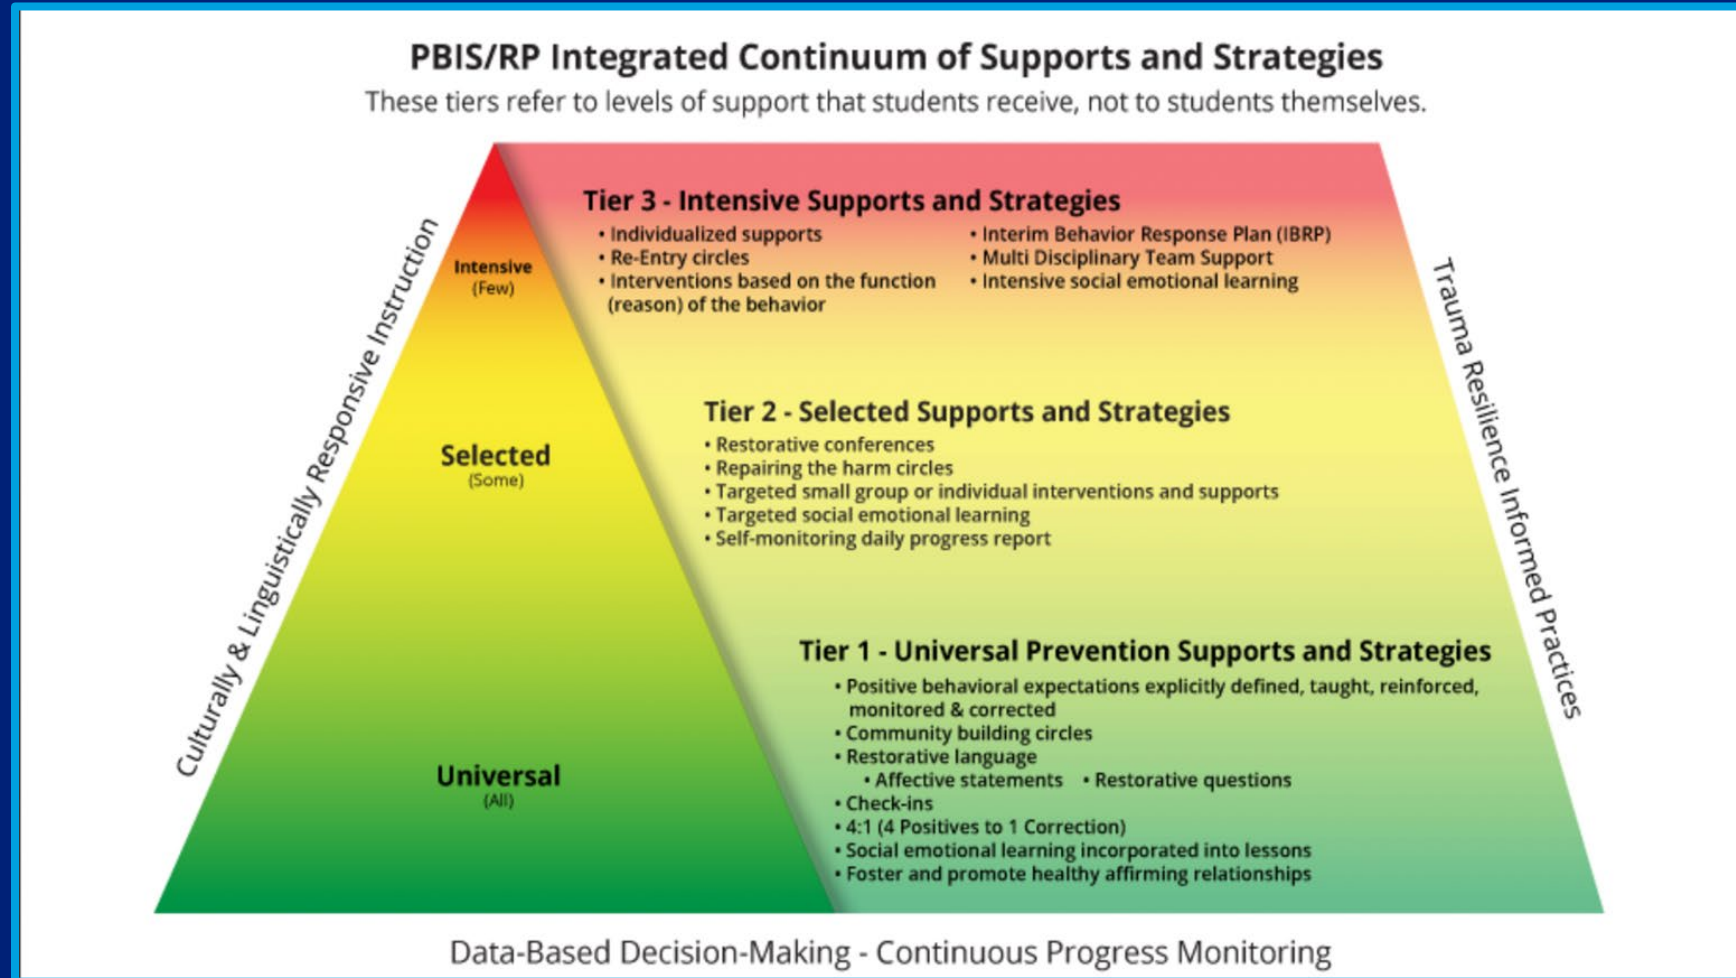 PBIS/RP Integrated Continuum of Supports and Strategies
These tiers refer to levels of support that students receive, not to students themselves.
Culturally & Linguistically Responsive Instruction
Intensive
(Few)
Selected
(Some)
Universal
(All)
Tier 3 - Intensive Supports and Strategies
• Individualized supports
• Re-Entry circles
• Interventions based on the function
(reason) of the behavior
• Interim Behavior Response Plan (IBRP)
• Multi Disciplinary Team Support
• Intensive social emotional learning
Tier 2 - Selected Supports and Strategies
• Restorative conferences
• Repairing the harm circles
• Targeted small group or individual interventions and supports
• Targeted social emotional learning
• Self-monitoring daily progress report
Tier 1 - Universal Prevention Supports and Strategies
• Positive behavioral expectations explicitly defined, taught, reinforced,
monitored & corrected
• Community building circles
• Restorative language
• Affective statements • Restorative questions
• Check-ins
• 4:1 (4 Positives to 1 Correction)
• Social emotional learning incorporated into lessons
• Foster and promote healthy affirming relationships
Trauma Resilience Informed Practices
Data-Based Decision-Making - Continuous Progress Monitoring